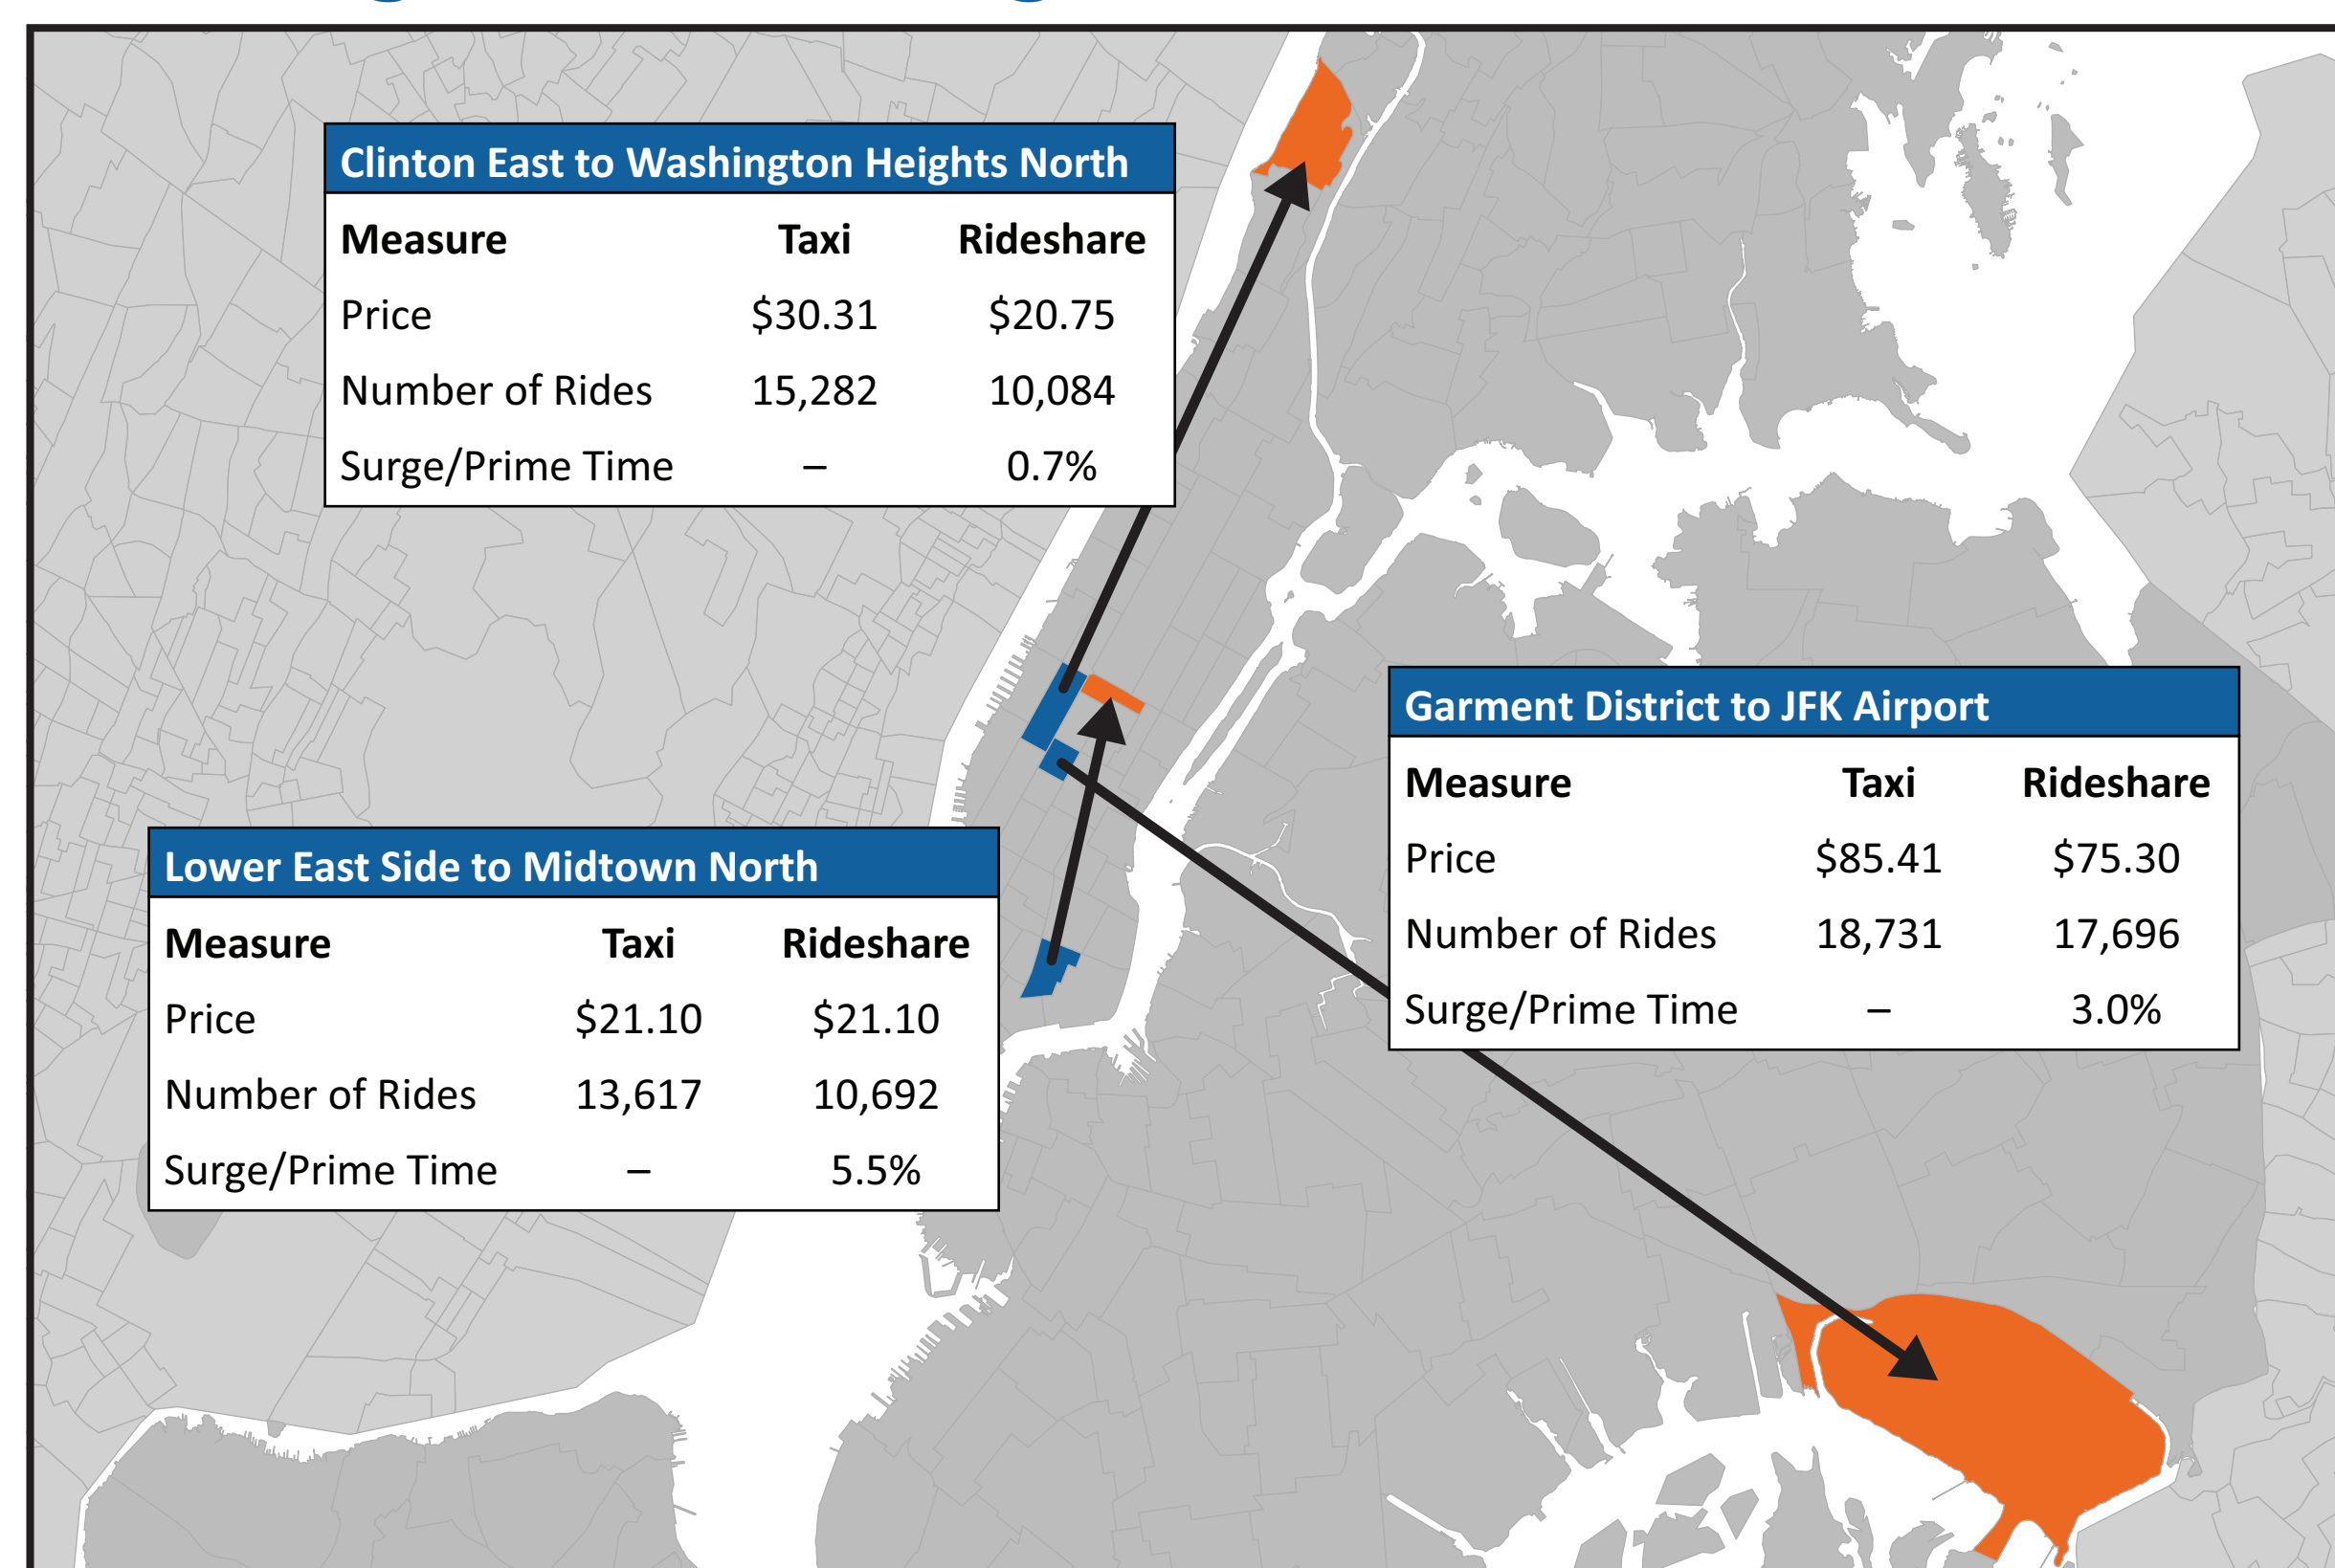 Clinton East to Washington Heights North
Measure Taxi Rideshare
Price $30.31 $20.75
Number of Rides 15,282 10,084
Surge/Prime Time – 0.7%
Garment District to JFK Airport
Measure Taxi Rideshare
Price $85.41 $75.30
Number of Rides 18,731 17,696
Surge/Prime Time – 3.0%
Lower East Side to Midtown North
Measure Taxi Rideshare
Price $21.10 $21.10
Number of Rides 13,617 10,692
Surge/Prime Time – 5.5%